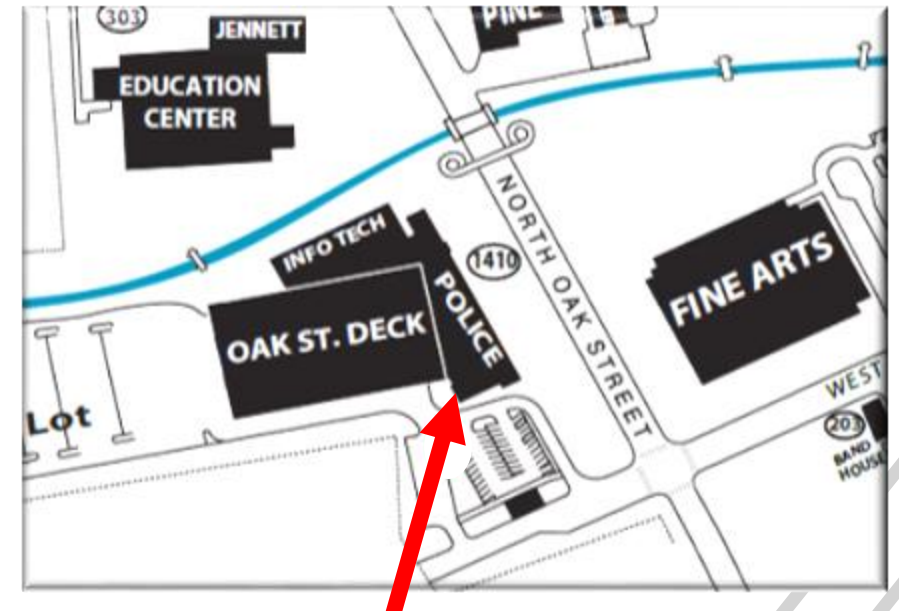 303
JENNETT
EDUCATION
CENTER
PINE
NORTH OAK STREET
INFO TECH
1410
POLICE
OAK ST. DECK
FINE ARTS
WEST
Lot
203
BAND
HOUSE